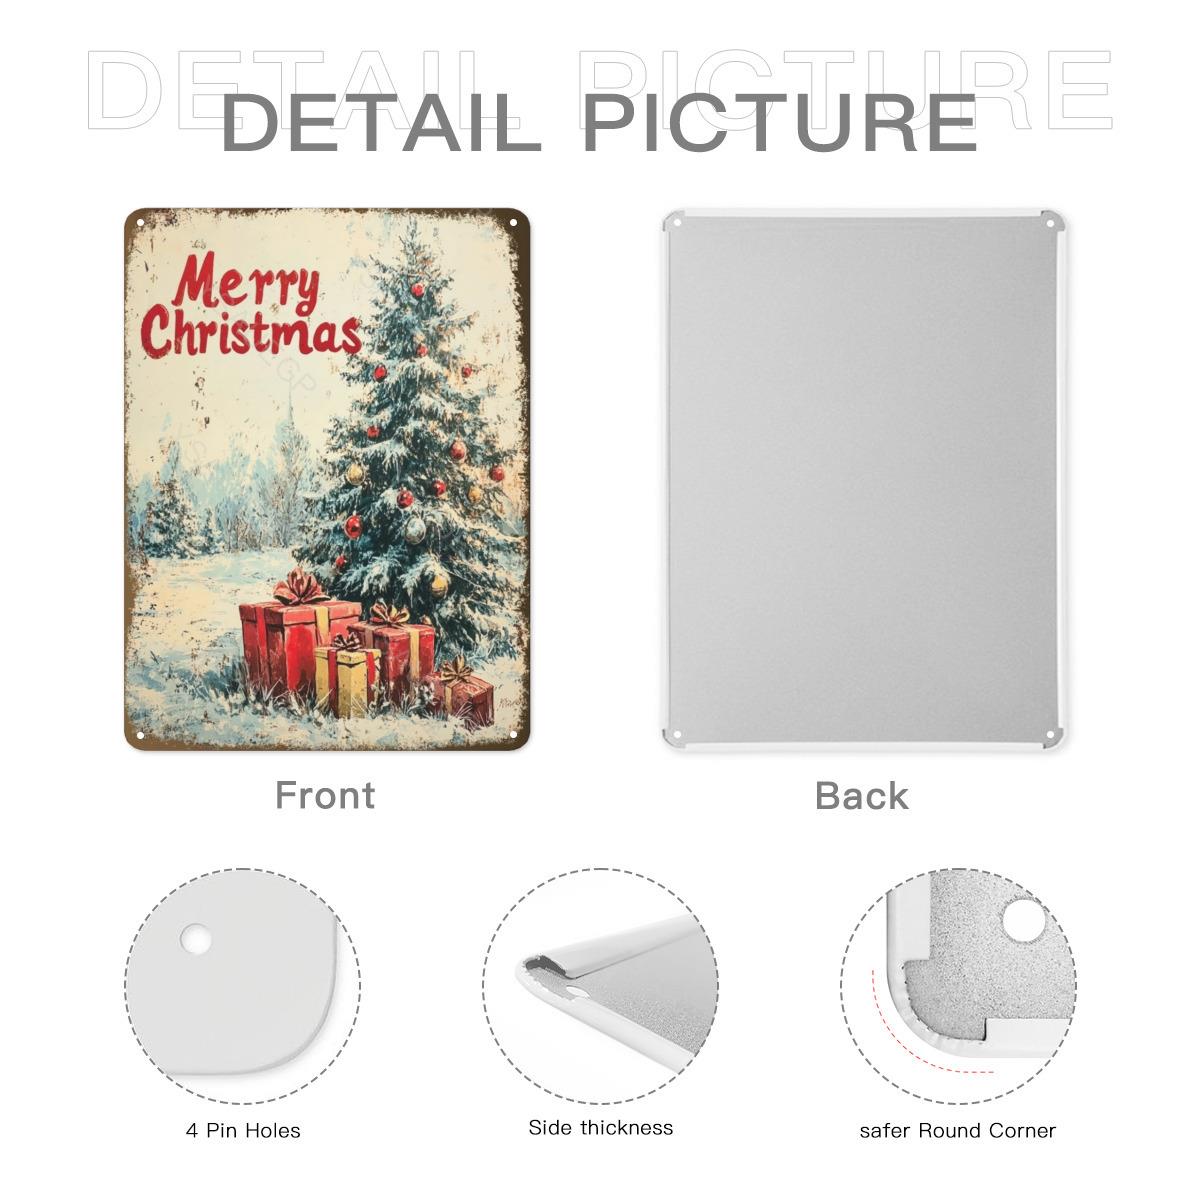 DETAIL PICTURE
DETAIL PICTURE
Merry
Christmas
Front
Back
4 Pin Holes
Side thickness
safer Round Corner